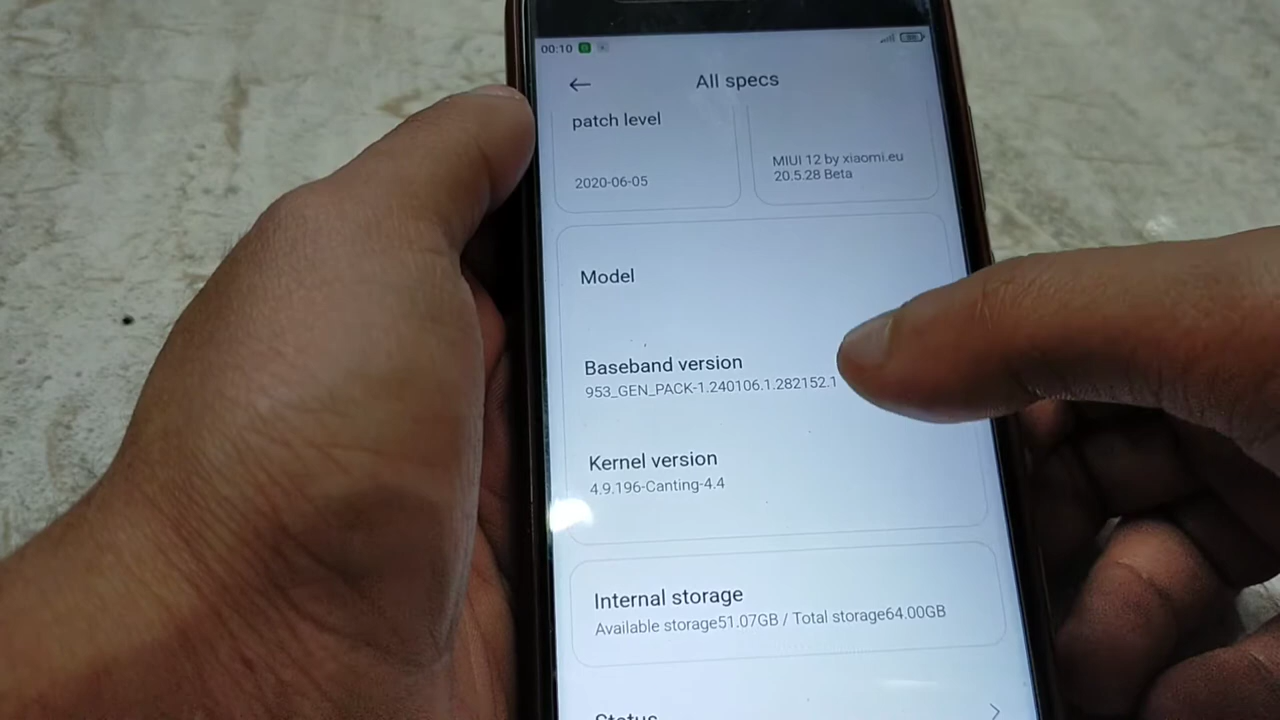 00:10
All specs
patch level
2020-06-05
MIUI 12 by xiaomi.eu
20.5.28 Beta
Model
Baseband version
953_GEN_PACK-1.240106.1.282152.1
Kernel version
4.9.196-Canting-4.4
Internal storage
Available storage51.07GB / Total storage64.00GB
Status